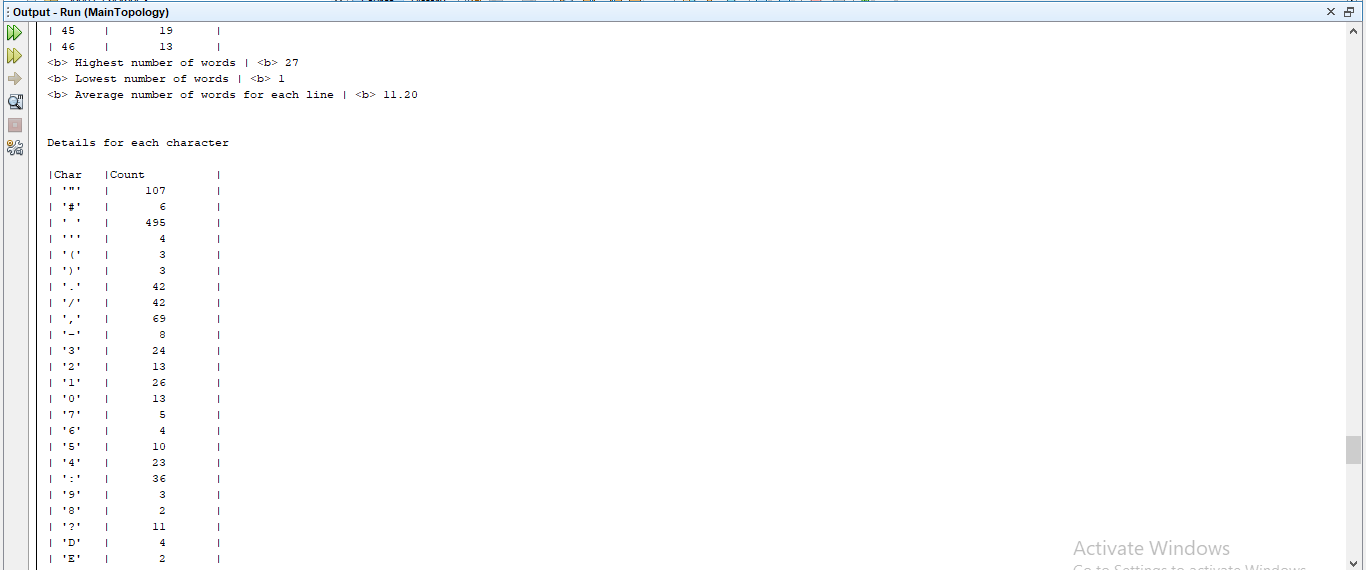 Output - Run (MainTopology)
| 45 | 19 |
| 46 | 13 |
<b> Highest number of words | <b> 27
<b> Lowest number of words | <b> 1
<b> Average number of words for each line | <b> 11.20
Details for each character
|Char |Count |
| '"' | 107 |
| '#' | 6 |
| ' ' | 495 |
| ''' | 4 |
| '(' | 3 |
| ')' | 3 |
| '.' | 42 |
| '/' | 42 |
| ',' | 69 |
| '-' | 8 |
| '3' | 24 |
| '2' | 13 |
| '1' | 26 |
| '0' | 13 |
| '7' | 5 |
| '6' | 4 |
| '5' | 10 |
| '4' | 23 |
| ':' | 36 |
| '9' | 3 |
| '8' | 2 |
| '?' | 11 |
| 'D' | 4 |
| 'E' | 2 |
Activate Windows
Go to Settings to activate Windows.